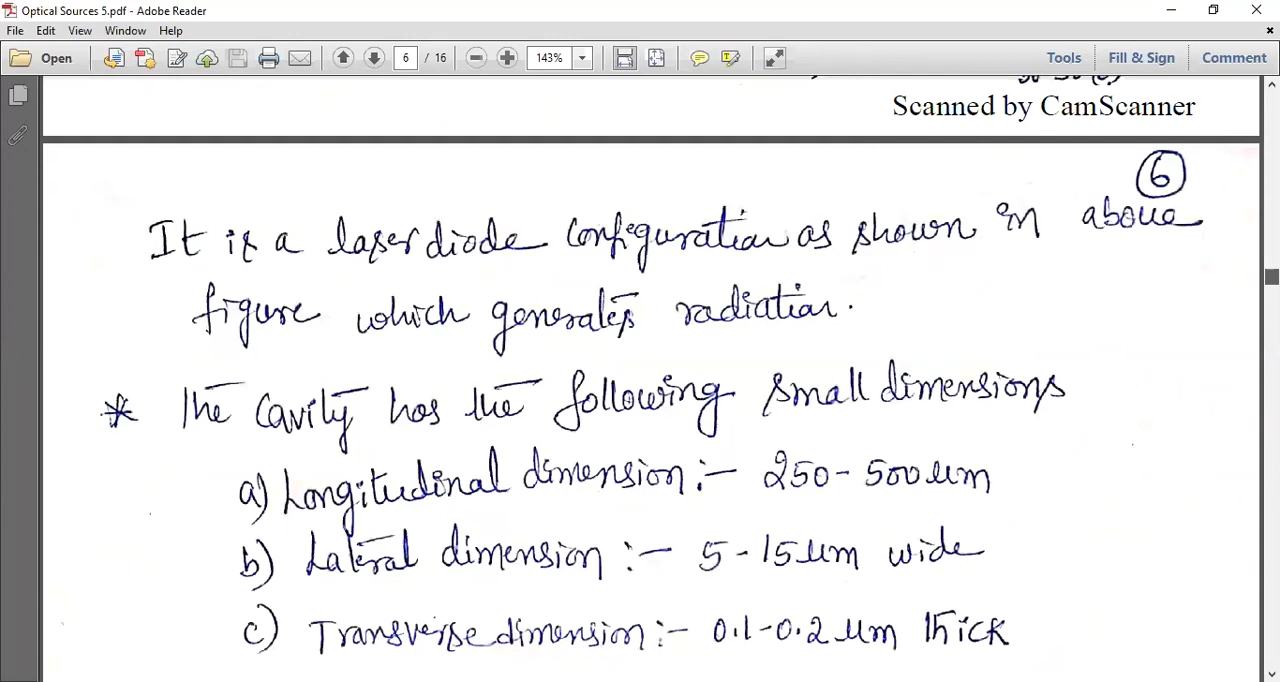 Optical Sources 5.pdf - Adobe Reader
File Edit View Window Help
Open 6 / 16 143% Tools Fill & Sign Comment
Scanned by CamScanner
6
It is a laser diode configuration as shown in above
figure which generates radiation.
* The cavity has the following small dimensions
a) Longitudinal dimension :- 250 - 500 μm
b) Lateral dimension :- 5 - 15 μm wide
c) Transverse dimension :- 0.1 - 0.2 μm thick